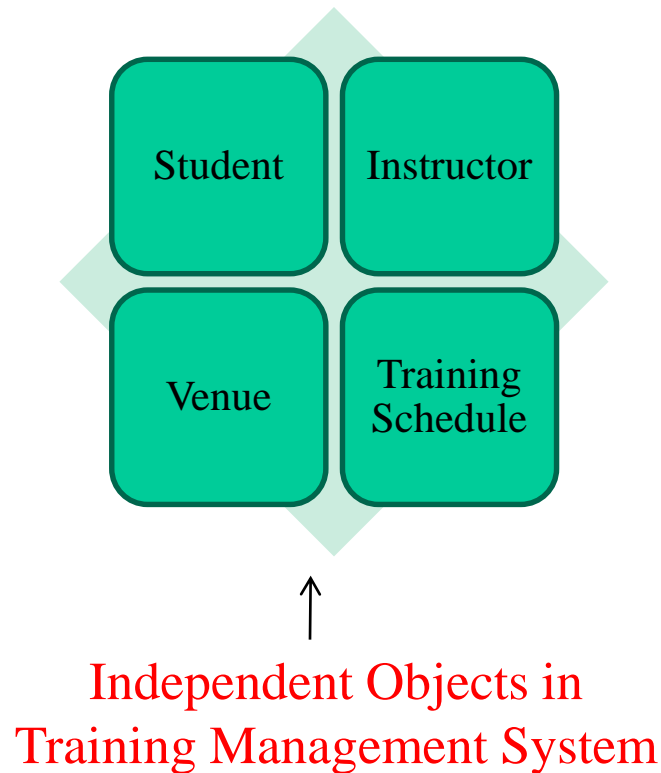 Student
Instructor
Venue
Training
Schedule
Independent Objects in
Training Management System